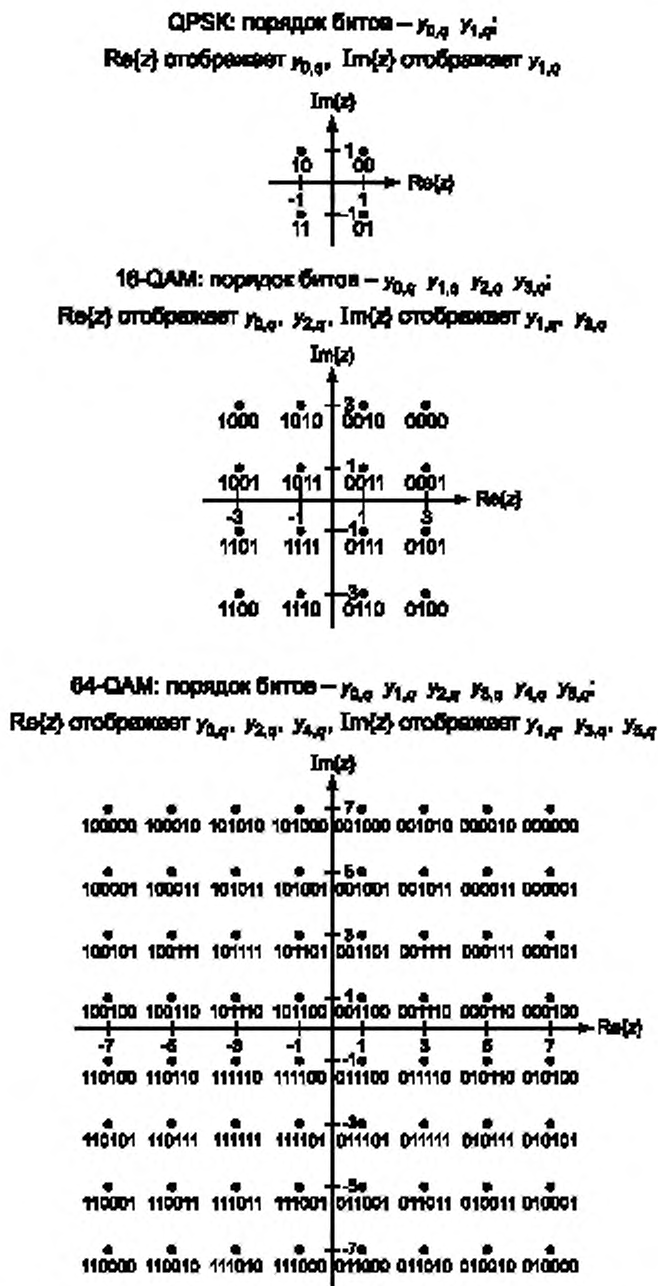 QPSK: порядок битов – y0,q y1,q;
Re{z} отображает y0,q, Im{z} отображает y1,q
Im{z}
10 1 00
Re{z}
-1 1
11 -1 01
16-QAM: порядок битов – y0,q y1,q y2,q y3,q;
Re{z} отображает y0,q, y2,q, Im{z} отображает y1,q, y3,q
Im{z}
3
1000 1010 0010 0000
1
1001 1011 0011 0001
Re{z}
-3 -1 1 3
-1
1101 1111 0111 0101
-3
1100 1110 0110 0100
64-QAM: порядок битов – y0,q y1,q y2,q y3,q y4,q y5,q;
Re{z} отображает y0,q, y2,q, y4,q, Im{z} отображает y1,q, y3,q, y5,q
Im{z}
7
100000 100010 101010 101000 001000 001010 000010 000000
5
100001 100011 101011 101001 001001 001011 000011 000001
3
100101 100111 101111 101101 001101 001111 000111 000101
1
100100 100110 101110 101100 001100 001110 000110 000100
Re{z}
-7 -5 -3 -1 1 3 5 7
-1
110100 110110 111110 111100 011100 011110 010110 010100
-3
110101 110111 111111 111101 011101 011111 010111 010101
-5
110001 110011 111011 111001 011001 011011 010011 010001
-7
110000 110010 111010 111000 011000 011010 010010 010000